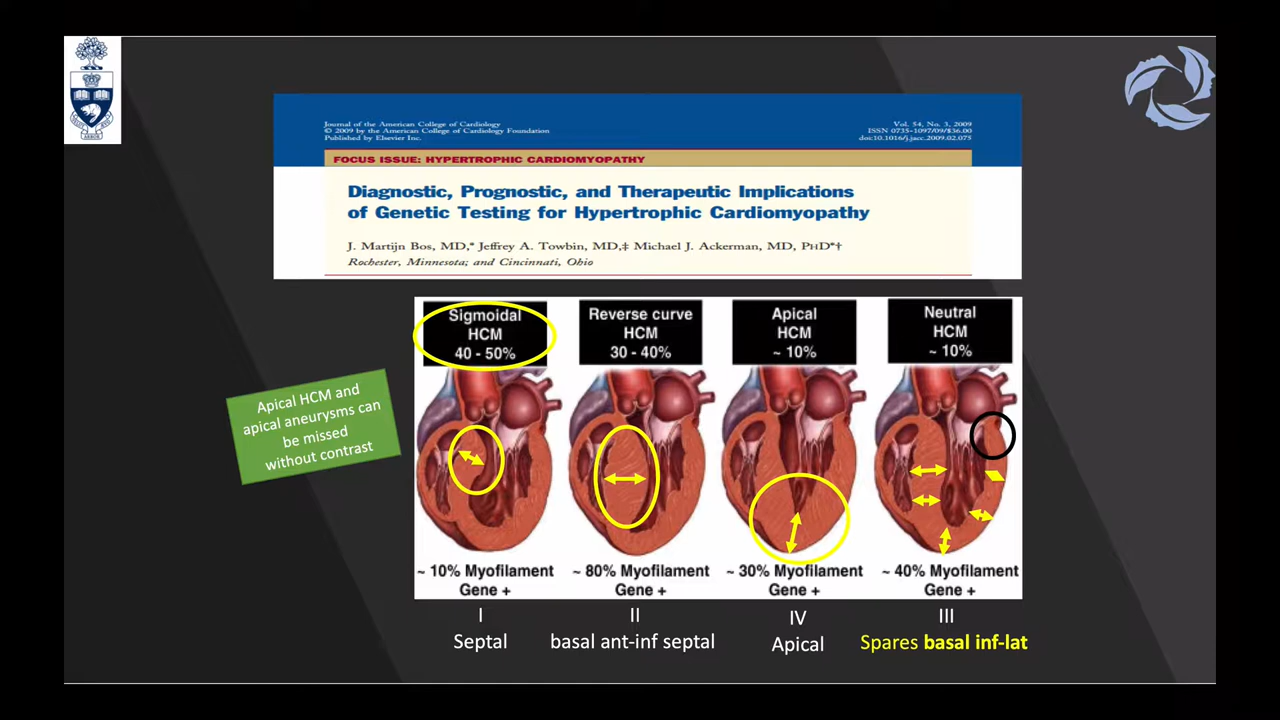 Journal of the American College of Cardiology
© 2009 by the American College of Cardiology Foundation
Published by Elsevier Inc.
Vol. 54, No. 3, 2009
ISSN 0735-1097/09/$36.00
doi:10.1016/j.jacc.2009.02.075
FOCUS ISSUE: HYPERTROPHIC CARDIOMYOPATHY
Diagnostic, Prognostic, and Therapeutic Implications
of Genetic Testing for Hypertrophic Cardiomyopathy
J. Martijn Bos, MD,* Jeffrey A. Towbin, MD,‡ Michael J. Ackerman, MD, PHD*†
Rochester, Minnesota; and Cincinnati, Ohio
Sigmoidal
HCM
40 - 50%
Reverse curve
HCM
30 - 40%
Apical
HCM
~ 10%
Neutral
HCM
~ 10%
Apical HCM and
apical aneurysms can
be missed
without contrast
~ 10% Myofilament
Gene +
~ 80% Myofilament
Gene +
~ 30% Myofilament
Gene +
~ 40% Myofilament
Gene +
I
Septal
II
basal ant-inf septal
IV
Apical
III
Spares basal inf-lat